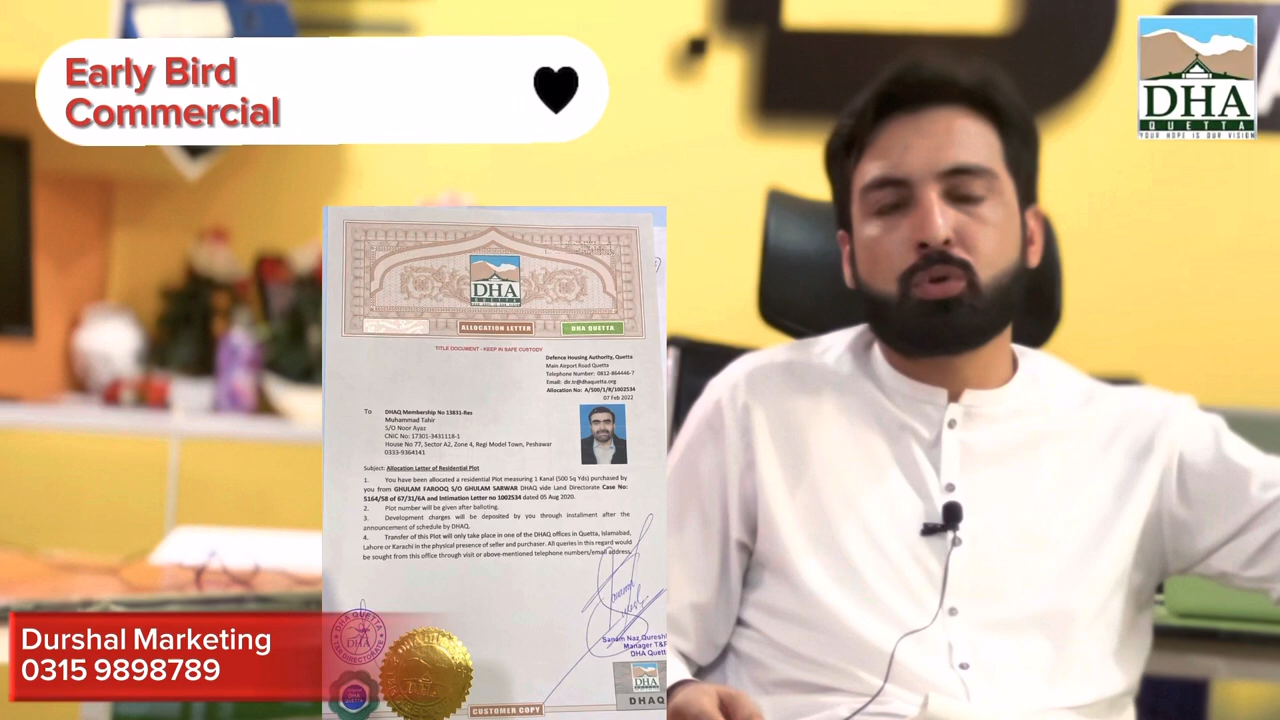 Early Bird
Commercial
DHA
QUETTA
YOUR HOPE IS OUR VISION
DHA
QUETTA
ALLOCATION LETTER
DHA QUETTA
TITLE DOCUMENT - KEEP IN SAFE CUSTODY
Defence Housing Authority, Quetta
Main Airport Road Quetta
Telephone Number: 0812-864446-7
Email: dir.tr@dhaquetta.org
Allocation No: A/500/1/R/1002534
07 Feb 2022
To
DHAQ Membership No 13831-Res
Muhammad Tahir
S/O Noor Ayaz
CNIC No: 17301-3431118-1
House No 77, Sector A2, Zone 4, Regi Model Town, Peshawar
0333-9364141
Subject: Allocation Letter of Residential Plot
1. You have been allocated a residential Plot measuring 1 Kanal (500 Sq Yds) purchased by
you from GHULAM FAROOQ S/O GHULAM SARWAR DHAQ vide Land Directorate Case No:
5164/58 of 67/31/6A and Intimation Letter no 1002534 dated 05 Aug 2020.
2. Plot number will be given after balloting.
3. Development charges will be deposited by you through installment after the
announcement of schedule by DHAQ.
4. Transfer of this Plot will only take place in one of the DHAQ offices in Quetta, Islamabad,
Lahore or Karachi in the physical presence of seller and purchaser. All queries in this regard would
be sought from this office through visit or above-mentioned telephone numbers/email address.
Sanam Naz Qureshi
Manager T&R
DHA Quett
DHA QUETTA
DHA
T&R DIRECTORATE
DHA
DHA
DHAQ
CUSTOMER COPY
Durshal Marketing
0315 9898789